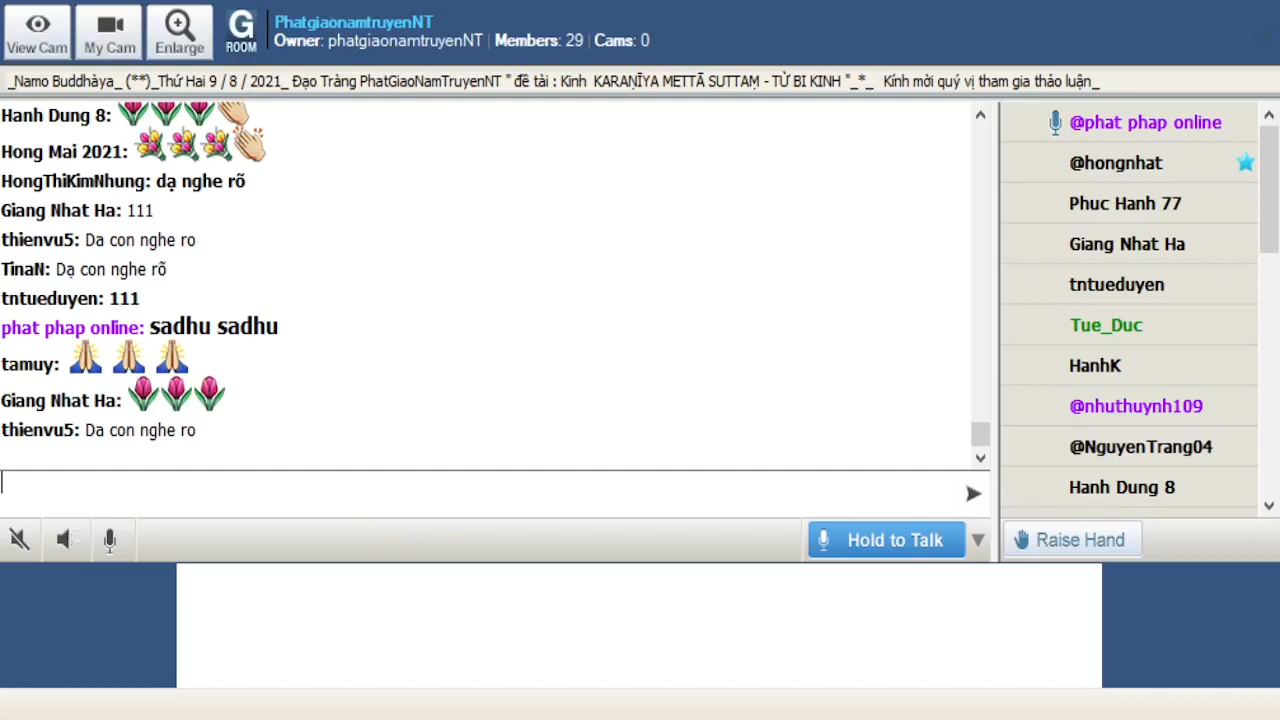 View Cam
My Cam
Enlarge
G
ROOM
PhatgiaonamtruyenNT
Owner: phatgiaonamtruyenNT | Members: 29 | Cams: 0
_Namo Buddhàya_ (**)_Thứ Hai 9 / 8 / 2021_ Đạo Tràng PhatGiaoNamTruyenNT " đề tài : Kinh KARAṆĪYA METTĀ SUTTAṂ - TỪ BI KINH "_*_ Kính mời quý vị tham gia thảo luận_
Hanh Dung 8:
Hong Mai 2021:
HongThiKimNhung: dạ nghe rõ
Giang Nhat Ha: 111
thienvu5: Da con nghe ro
TinaN: Dạ con nghe rõ
tntueduyen: 111
phat phap online: sadhu sadhu
tamuy:
Giang Nhat Ha:
thienvu5: Da con nghe ro
@phat phap online
@hongnhat
Phuc Hanh 77
Giang Nhat Ha
tntueduyen
Tue_Duc
HanhK
@nhuthuynh109
@NguyenTrang04
Hanh Dung 8
Hold to Talk
Raise Hand